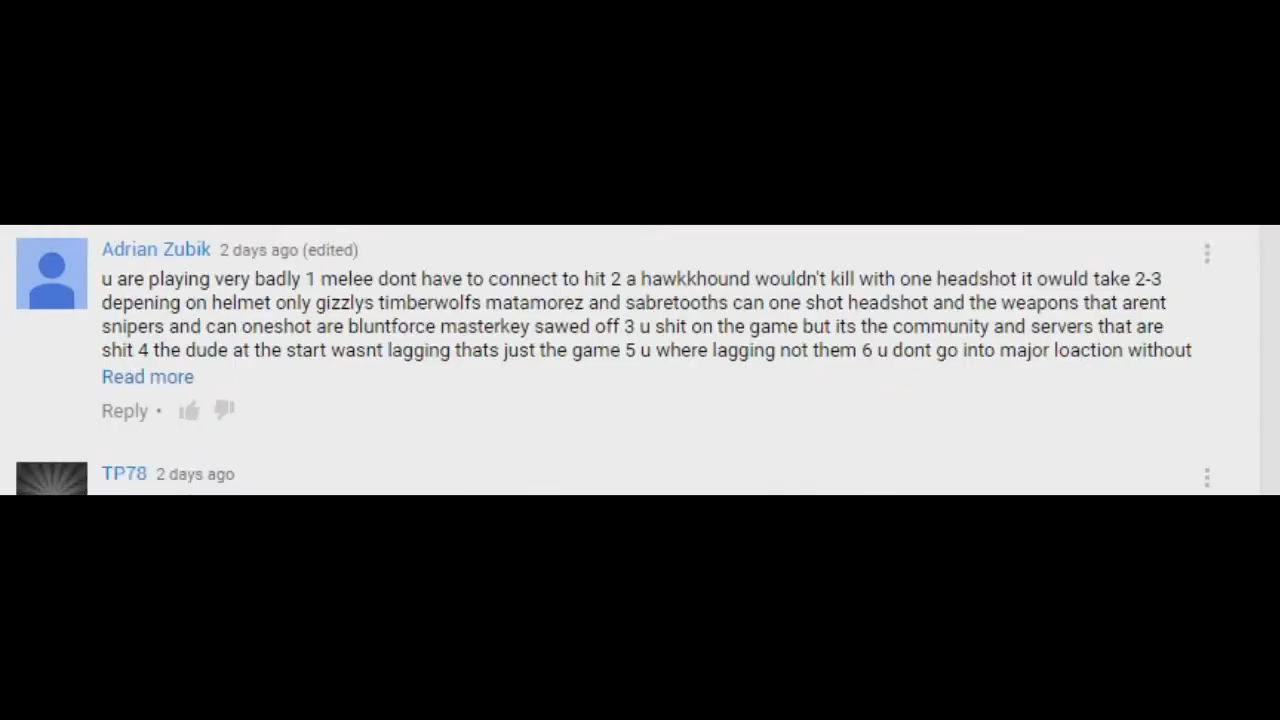 Adrian Zubik 2 days ago (edited)
u are playing very badly 1 melee dont have to connect to hit 2 a hawkkhound wouldn't kill with one headshot it owuld take 2-3
depening on helmet only gizzlys timberwolfs matamorez and sabretooths can one shot headshot and the weapons that arent
snipers and can oneshot are bluntforce masterkey sawed off 3 u shit on the game but its the community and servers that are
shit 4 the dude at the start wasnt lagging thats just the game 5 u where lagging not them 6 u dont go into major loaction without
Read more
Reply •
TP78 2 days ago